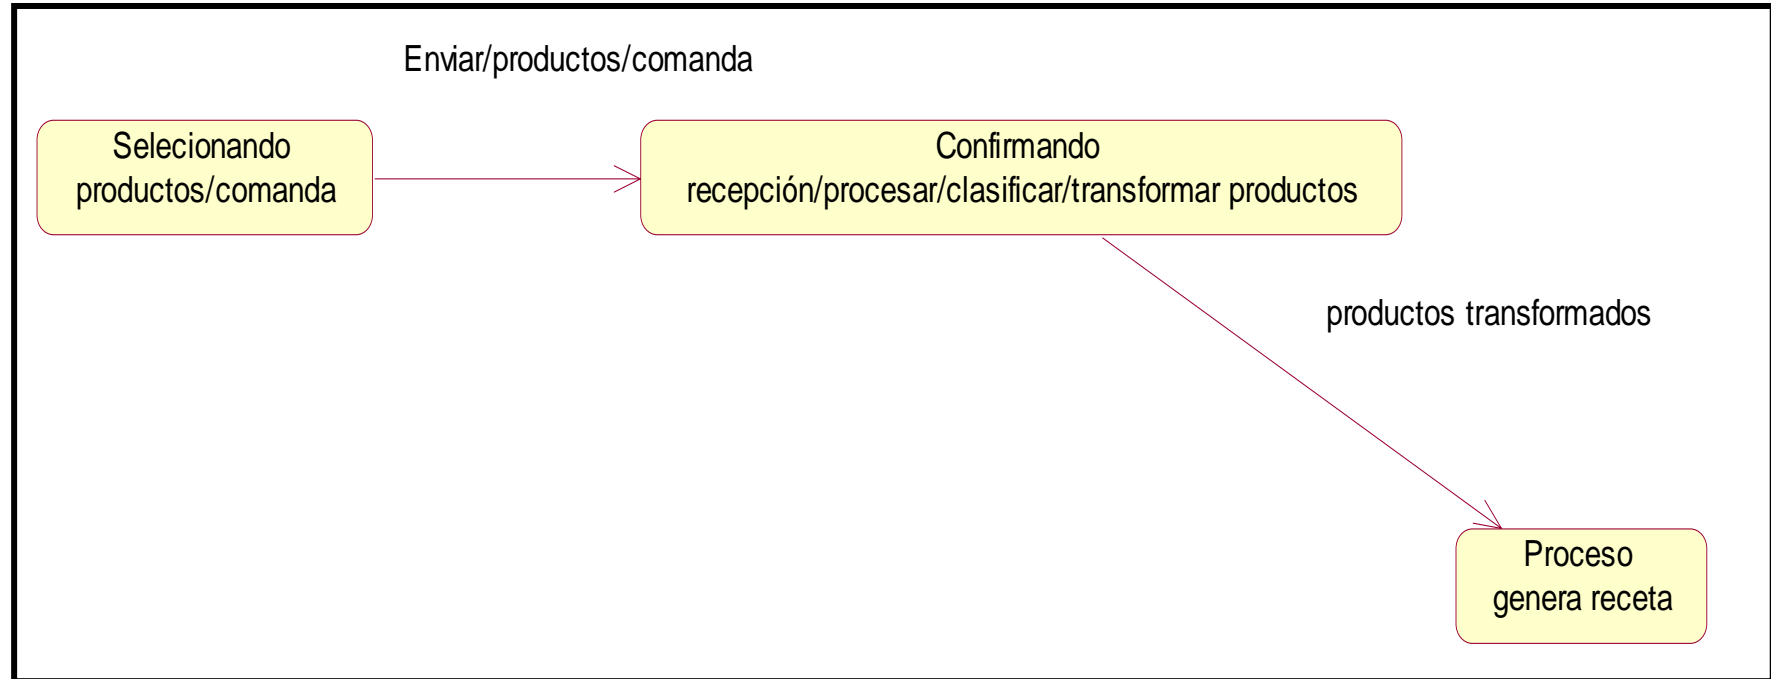 Enviar/productos/comanda
Selecionando
productos/comanda
Confirmando
recepción/procesar/clasificar/transformar productos
productos transformados
Proceso
genera receta